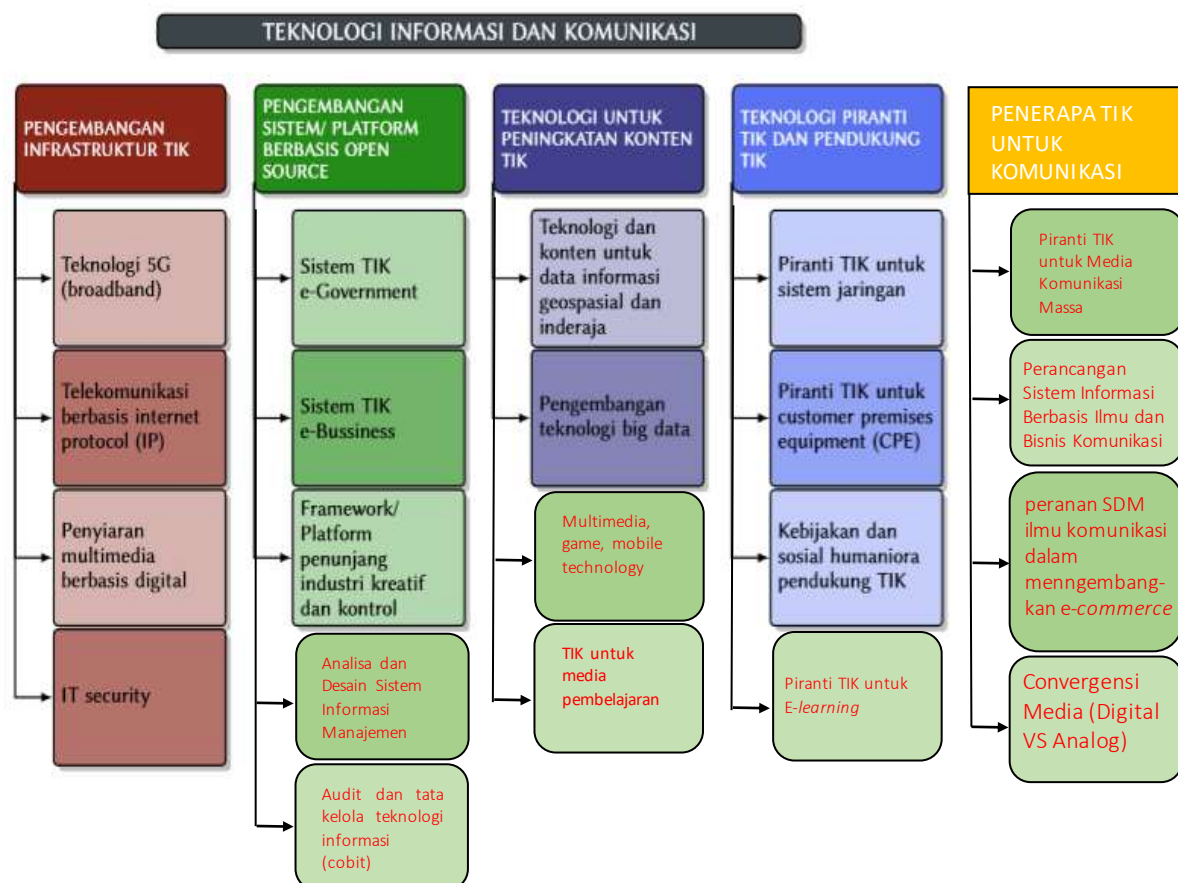 TEKNOLOGI INFORMASI DAN KOMUNIKASI
PENGEMBANGAN
INFRASTRUKTUR TIK
Teknologi 5G
(broadband)
Telekomunikasi
berbasis internet
protocol (IP)
Penyiaran
multimedia
berbasis digital
IT security
PENGEMBANGAN
SISTEM/ PLATFORM
BERBASIS OPEN
SOURCE
Sistem TIK
e-Government
Sistem TIK
e-Bussiness
Framework/
Platform
penunjang
industri kreatif
dan kontrol
Analisa dan
Desain Sistem
Informasi
Manajemen
Audit dan tata
kelola teknologi
informasi
(cobit)
TEKNOLOGI UNTUK
PENINGKATAN KONTEN
TIK
Teknologi dan
konten untuk
data informasi
geospasial dan
inderaja
Pengembangan
teknologi big data
Multimedia,
game, mobile
technology
TIK untuk
media
pembelajaran
TEKNOLOGI PIRANTI
TIK DAN PENDUKUNG
TIK
Piranti TIK untuk
sistem jaringan
Piranti TIK untuk
customer premises
equipment (CPE)
Kebijakan dan
sosial humaniora
pendukung TIK
Piranti TIK untuk
E-learning
PENERAPA TIK
UNTUK
KOMUNIKASI
Piranti TIK
untuk Media
Komunikasi
Massa
Perancangan
Sistem Informasi
Berbasis Ilmu dan
Bisnis Komunikasi
peranan SDM
ilmu komunikasi
dalam
menngembang-
kan e-commerce
Convergensi
Media (Digital
VS Analog)